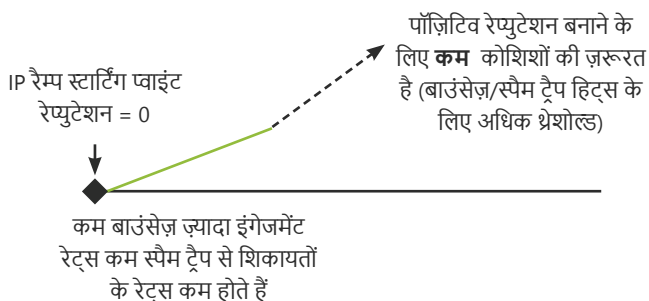 IP रैम्प स्टार्टिंग प्वाइंट
रेप्युटेशन = 0
पॉज़िटिव रेप्युटेशन बनाने के
लिए कम कोशिशों की ज़रूरत
है (बाउंसेज़/स्पैम ट्रैप हिट्स के
लिए अधिक थ्रेशोल्ड)
कम बाउंसेज़ ज़्यादा इंगेजमेंट
रेट्स कम स्पैम ट्रैप से शिकायतों
के रेट्स कम होते हैं